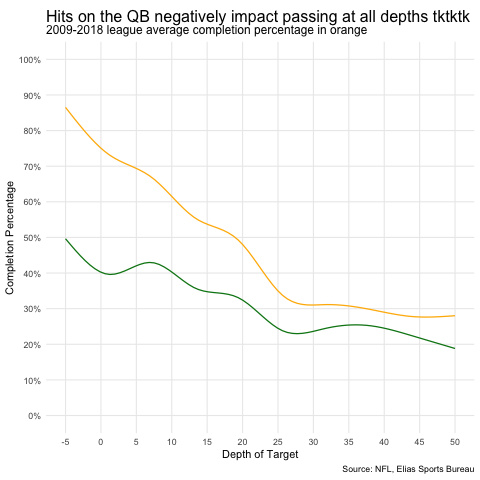 Hits on the QB negatively impact passing at all depths tktktk
2009-2018 league average completion percentage in orange
100%
90%
80%
70%
60%
50%
40%
30%
20%
10%
0%
Completion Percentage
-5 0 5 10 15 20 25 30 35 40 45 50
Depth of Target
Source: NFL, Elias Sports Bureau